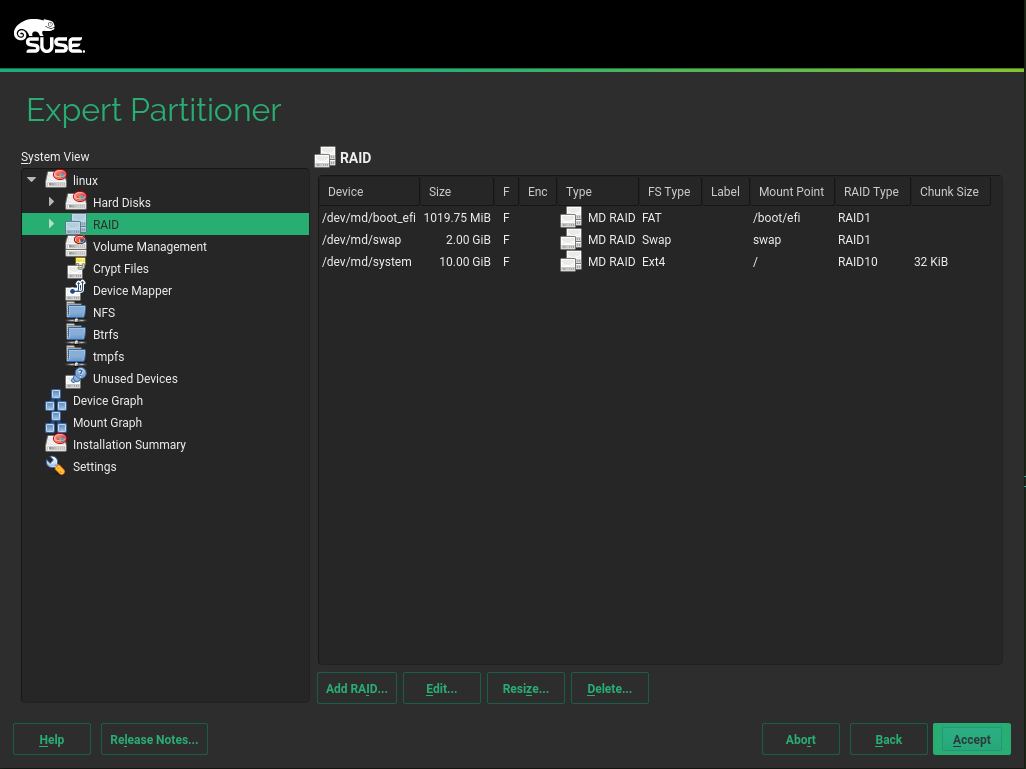 SUSE.
Expert Partitioner
System View
linux
Hard Disks
RAID
Volume Management
Crypt Files
Device Mapper
NFS
Btrfs
tmpfs
Unused Devices
Device Graph
Mount Graph
Installation Summary
Settings
RAID
Device Size F Enc Type FS Type Label Mount Point RAID Type Chunk Size
/dev/md/boot_efi 1019.75 MiB F MD RAID FAT /boot/efi RAID1
/dev/md/swap 2.00 GiB F MD RAID Swap swap RAID1
/dev/md/system 10.00 GiB F MD RAID Ext4 / RAID10 32 KiB
Add RAID... Edit... Resize... Delete...
Help Release Notes... Abort Back Accept